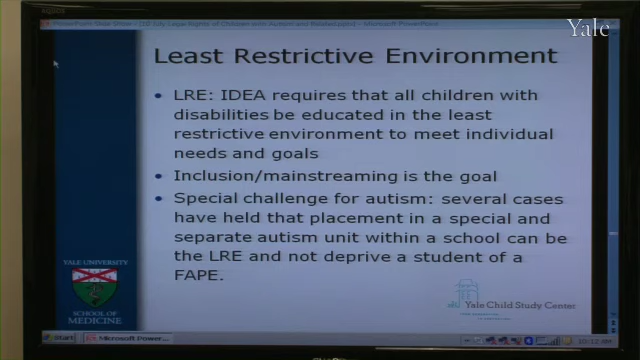 Yale
Least Restrictive Environment
• LRE: IDEA requires that all children with
disabilities be educated in the least
restrictive environment to meet individual
needs and goals
• Inclusion/mainstreaming is the goal
• Special challenge for autism: several cases
have held that placement in a special and
separate autism unit within a school can be
the LRE and not deprive a student of a
FAPE.
YALE UNIVERSITY
SCHOOL OF
MEDICINE
Yale Child Study Center
Start
Microsoft Power...
10:12 AM